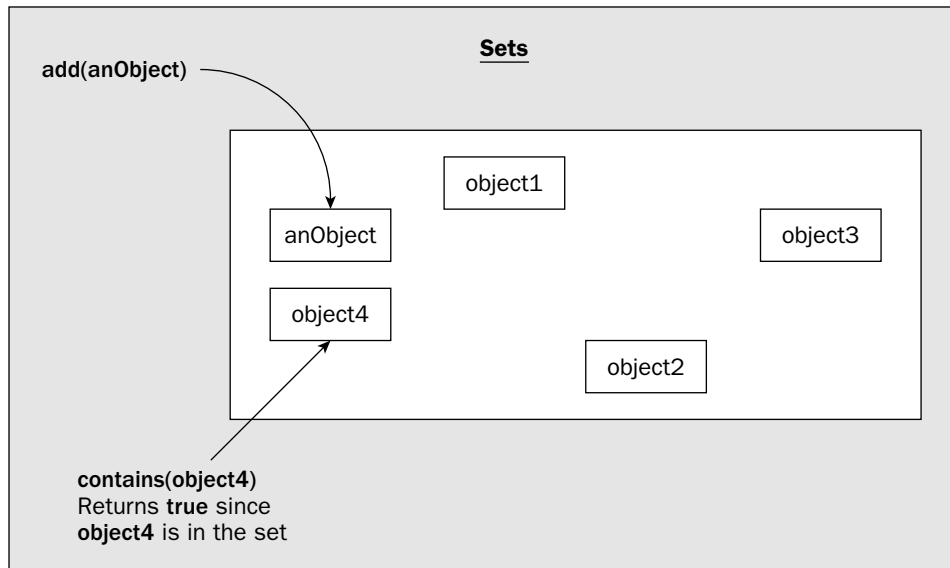 Sets
add(anObject)
object1
anObject
object3
object4
object2
contains(object4)
Returns true since
object4 is in the set